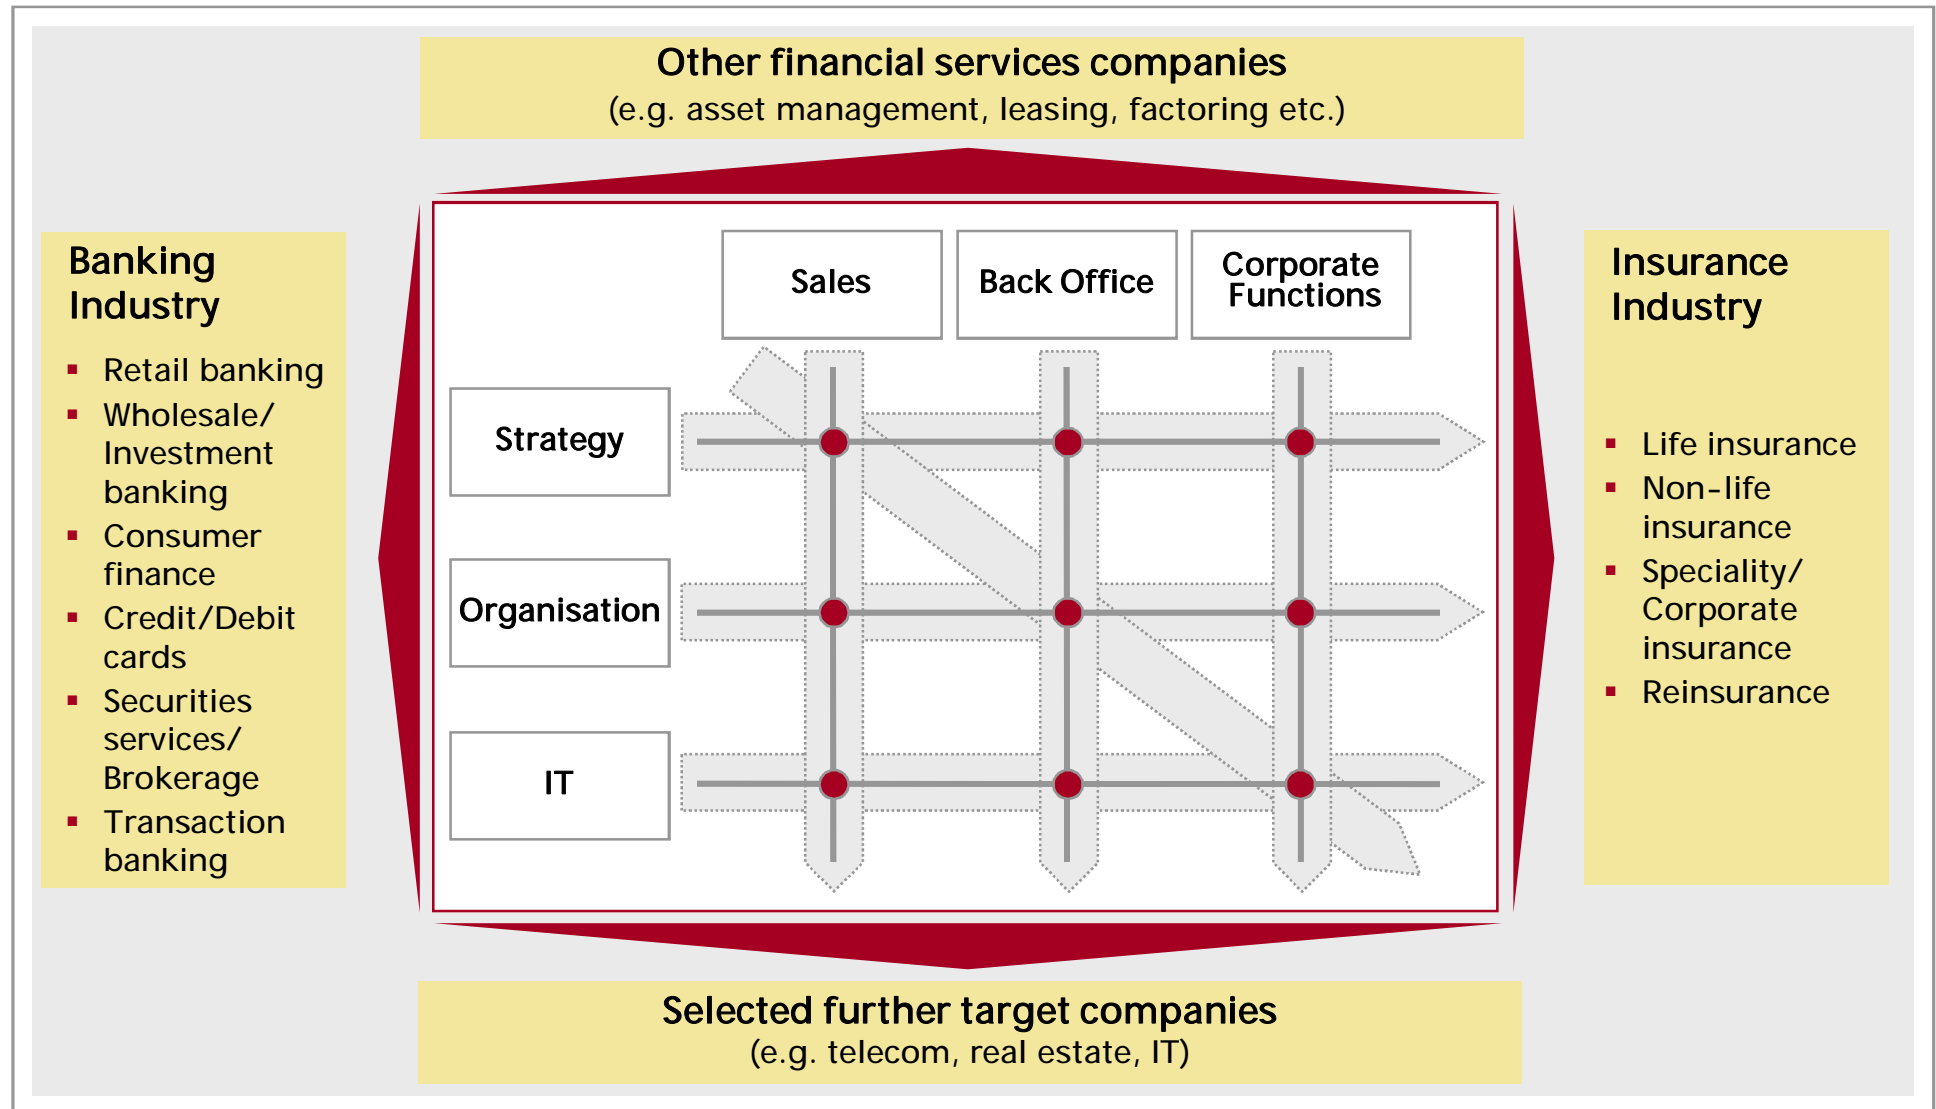 Other financial services companies
(e.g. asset management, leasing, factoring etc.)
Banking
Industry
▪ Retail banking
▪ Wholesale/
Investment
banking
▪ Consumer
finance
▪ Credit/Debit
cards
▪ Securities
services/
Brokerage
▪ Transaction
banking
Sales
Back Office
Corporate
Functions
Strategy
Organisation
IT
Insurance
Industry
▪ Life insurance
▪ Non-life
insurance
▪ Speciality/
Corporate
insurance
▪ Reinsurance
Selected further target companies
(e.g. telecom, real estate, IT)